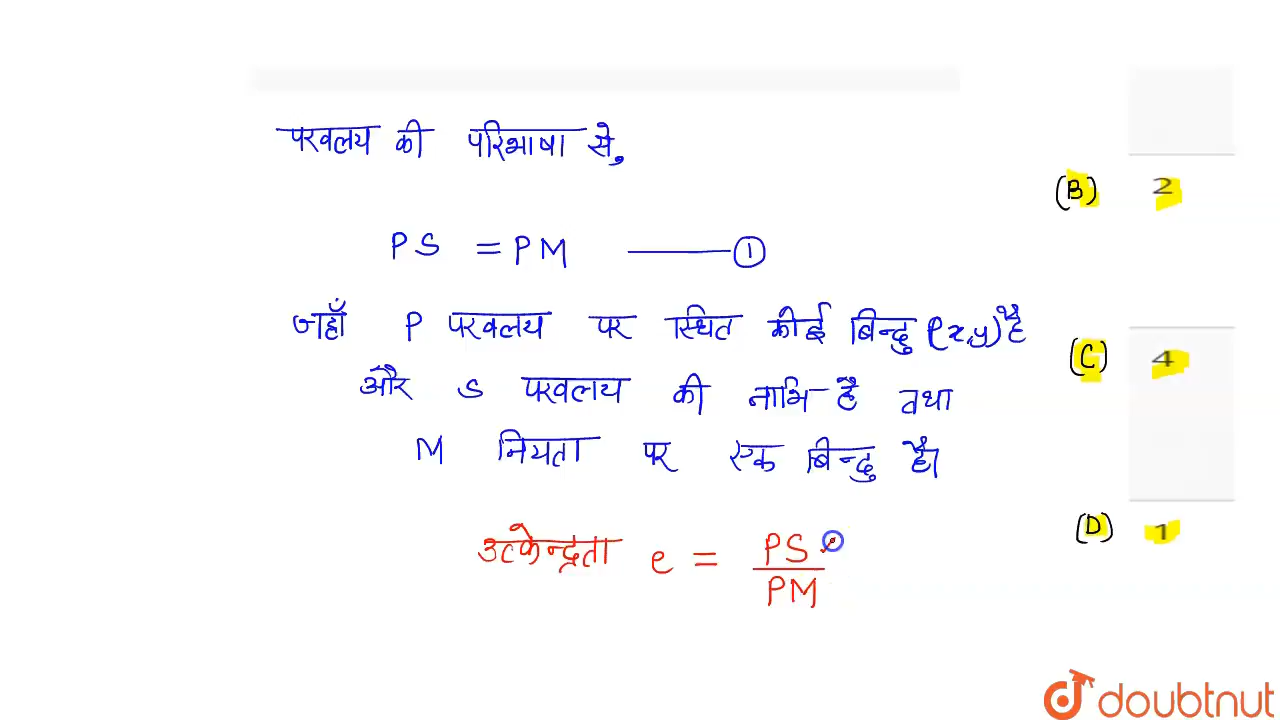 परवलय की परिभाषा से,
(B) 2
PS = PM ——— ①
जहाँ P परवलय पर स्थित कोई बिन्दु P(x,y) है
(C) 4
और S परवलय की नाभि है तथा
M नियता पर एक बिन्दु है।
(D) 1
उत्केन्द्रता e = PS
PM
doubtnut